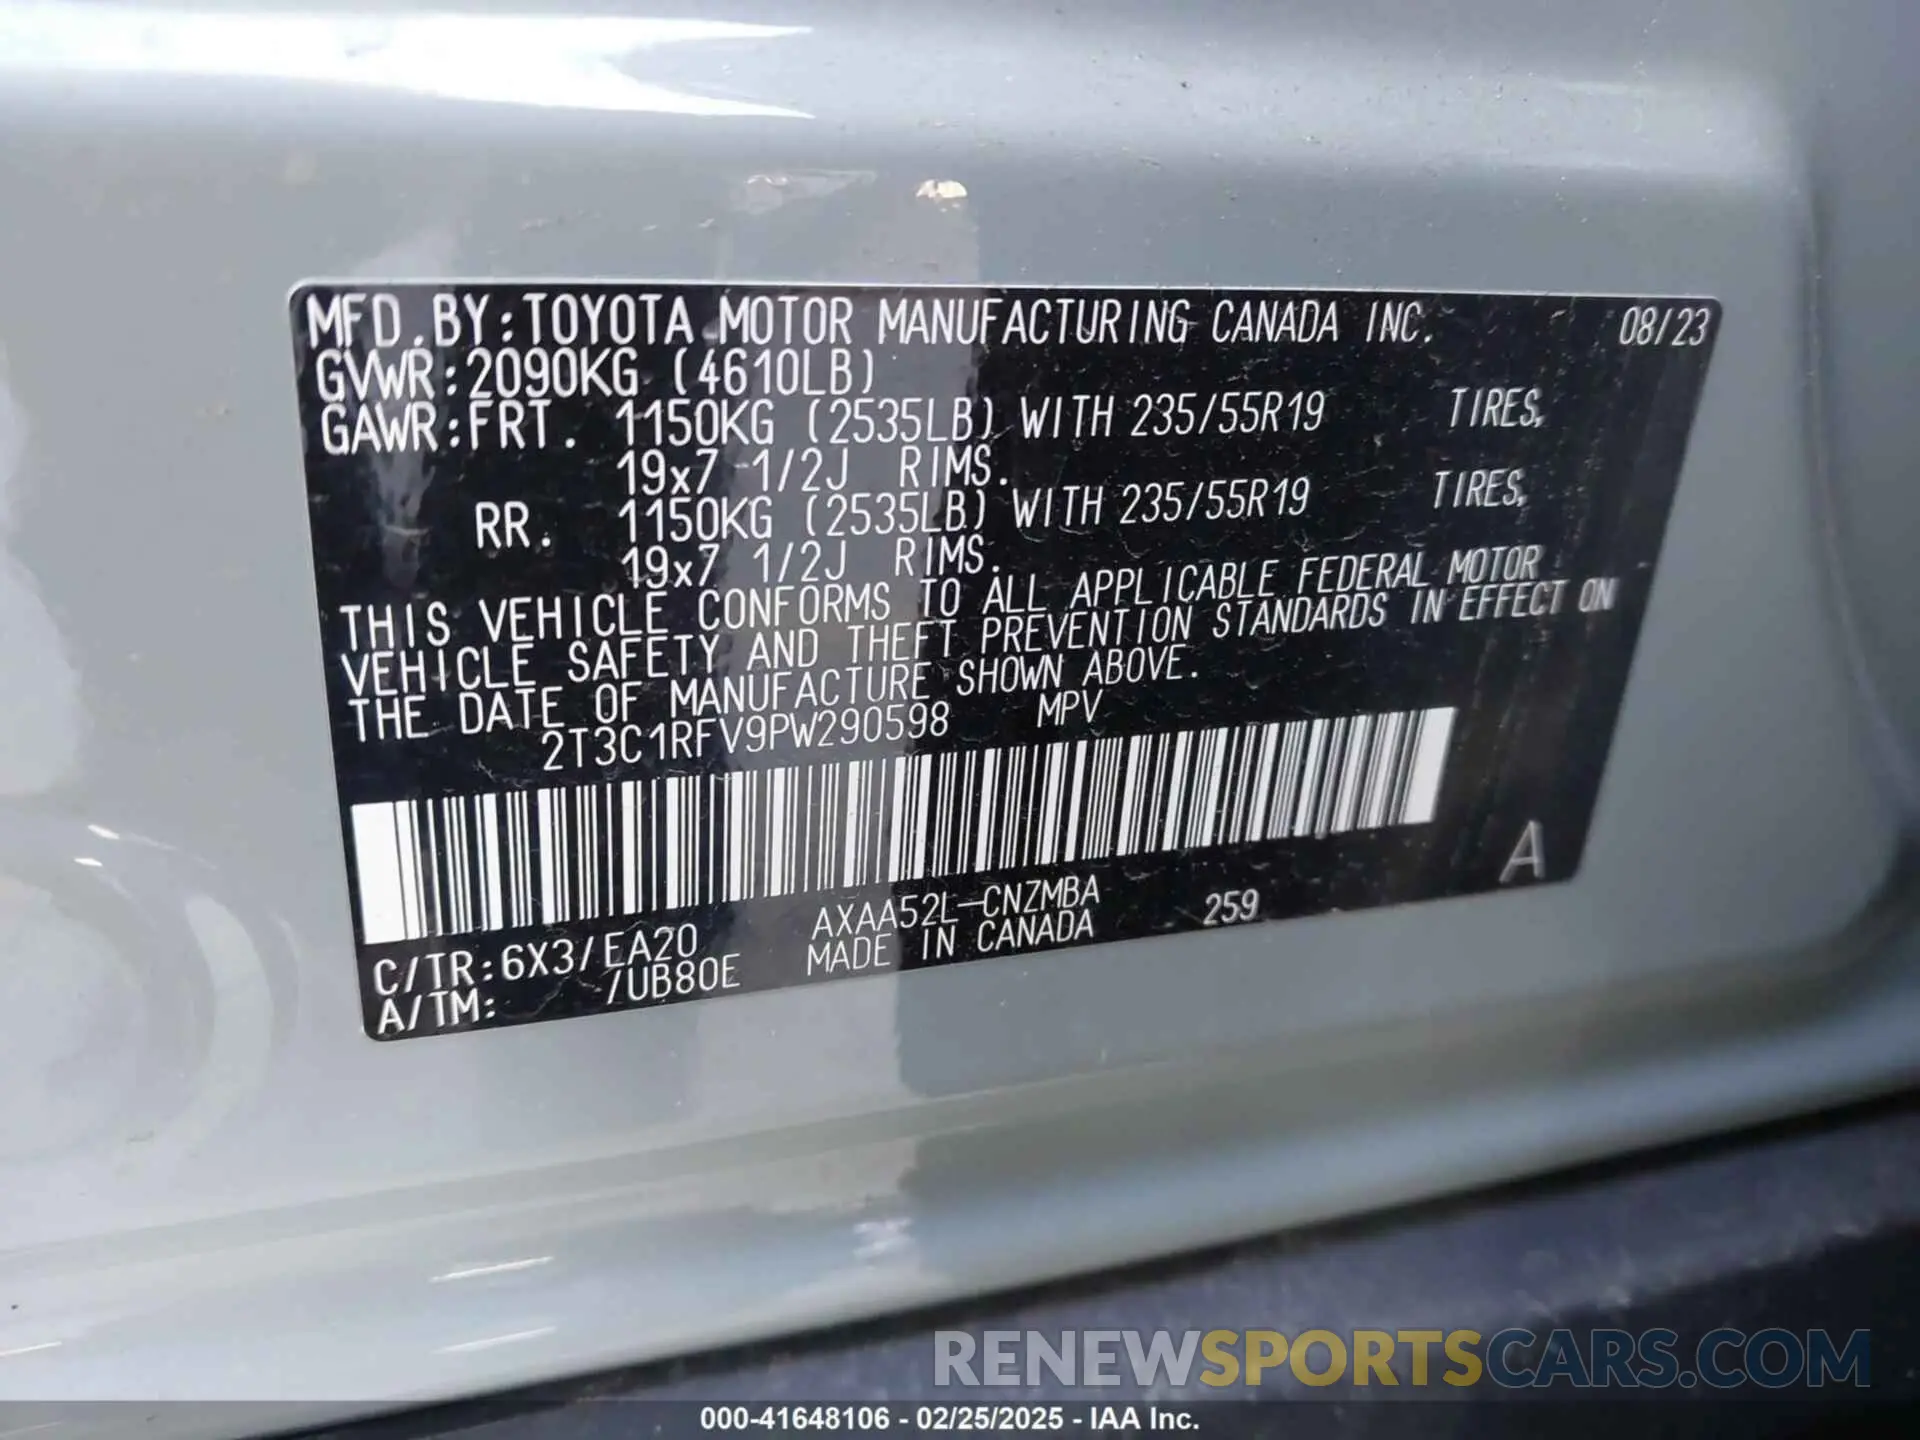 MFD.BY:TOYOTA MOTOR MANUFACTURING CANADA INC. 08/23
GVWR:2090KG (4610LB)
GAWR:FRT. 1150KG (2535LB) WITH 235/55R19 TIRES,
19x7 1/2J RIMS.
RR. 1150KG (2535LB) WITH 235/55R19 TIRES,
19x7 1/2J RIMS.
THIS VEHICLE CONFORMS TO ALL APPLICABLE FEDERAL MOTOR
VEHICLE SAFETY AND THEFT PREVENTION STANDARDS IN EFFECT ON
THE DATE OF MANUFACTURE SHOWN ABOVE.
2T3C1RFV9PW290598 MPV
A
C/TR:6X3/EA20 AXAA52L-CNZMBA 259
A/TM: /UB80E MADE IN CANADA
RENEWSPORTSCARS.COM
000-41648106 - 02/25/2025 - IAA Inc.